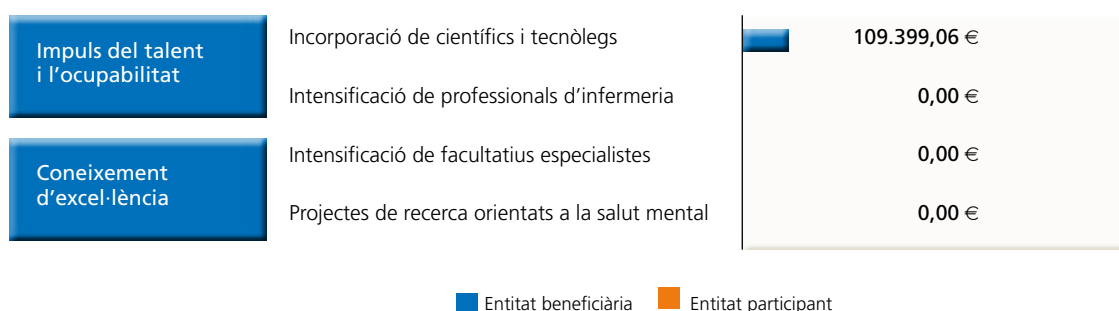 Impuls del talent
i l'ocupabilitat
Incorporació de científics i tecnòlegs
109.399,06 €
Intensificació de professionals d'infermeria
0,00 €
Coneixement
d'excel·lència
Intensificació de facultatius especialistes
0,00 €
Projectes de recerca orientats a la salut mental
0,00 €
Entitat beneficiària
Entitat participant